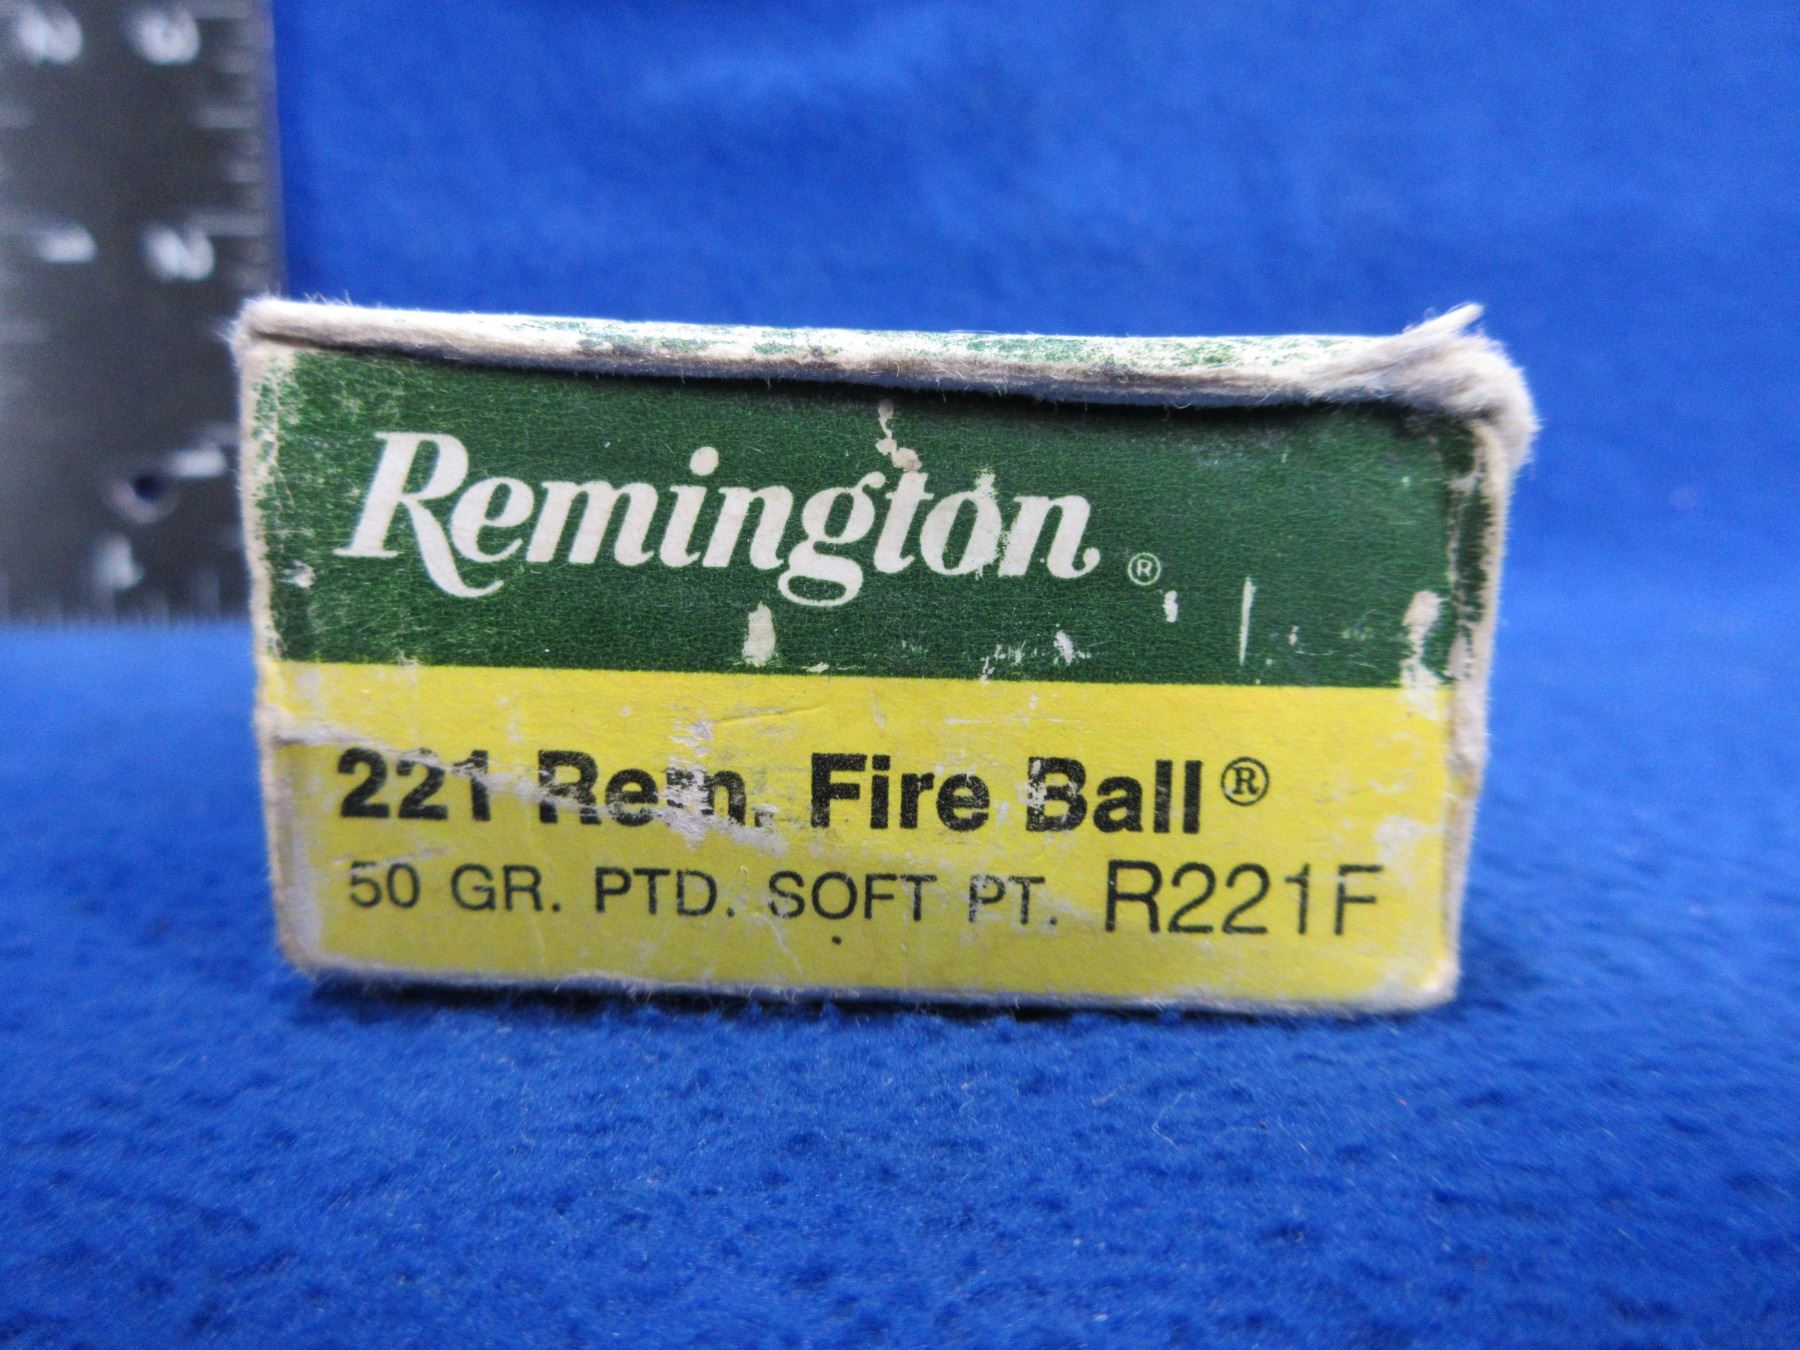 Remington®
221 Rem. Fire Ball®
50 GR. PTD. SOFT PT. R221F